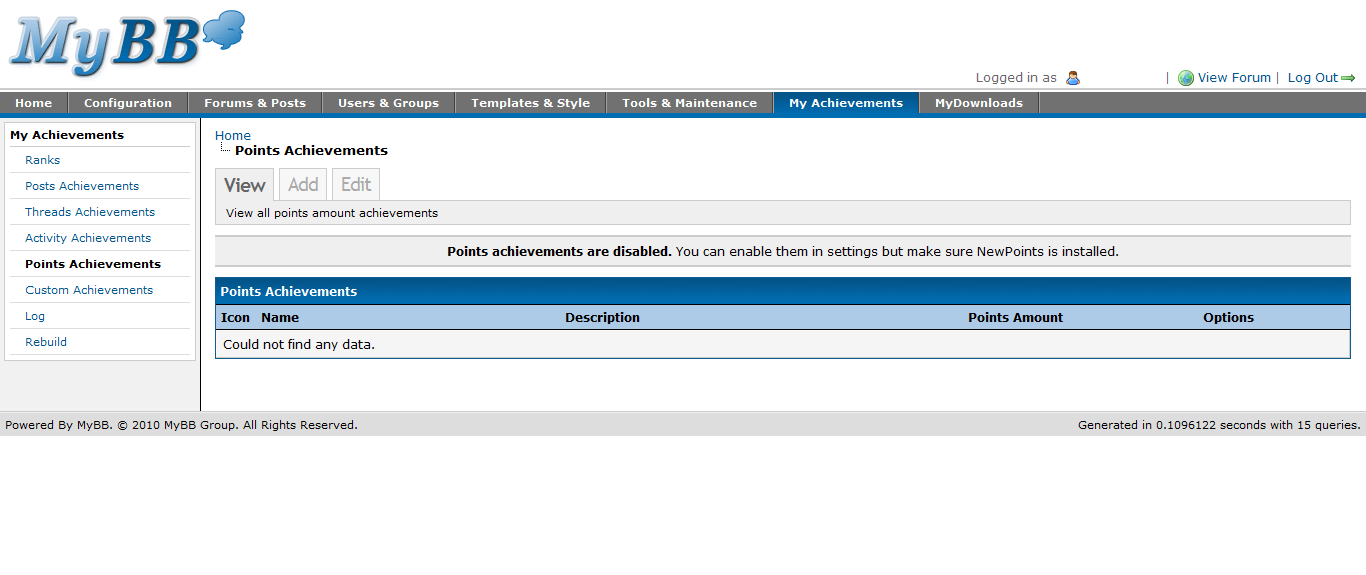 MyBB
Logged in as | View Forum | Log Out
Home Configuration Forums & Posts Users & Groups Templates & Style Tools & Maintenance My Achievements MyDownloads
My Achievements
Ranks
Posts Achievements
Threads Achievements
Activity Achievements
Points Achievements
Custom Achievements
Log
Rebuild
Home
Points Achievements
View Add Edit
View all points amount achievements
Points achievements are disabled. You can enable them in settings but make sure NewPoints is installed.
Points Achievements
Icon Name Description Points Amount Options
Could not find any data.
Powered By MyBB. © 2010 MyBB Group. All Rights Reserved. Generated in 0.1096122 seconds with 15 queries.